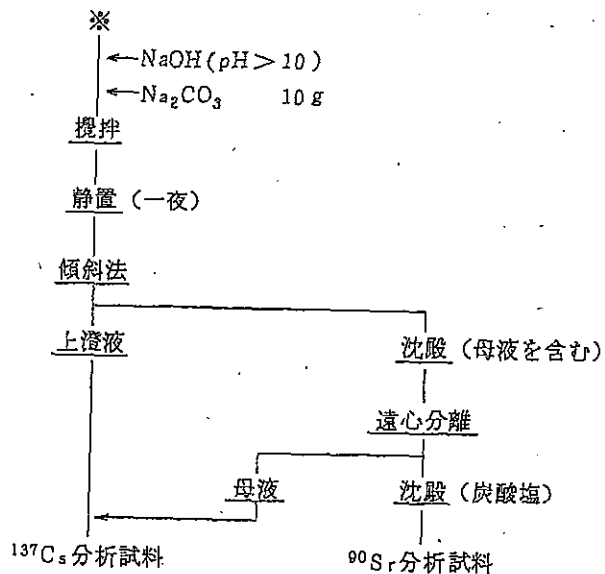 ※
NaOH(pH>10)
Na₂CO₃ 10g
攪拌
静置(一夜)
傾斜法
上澄液 沈殿(母液を含む)
遠心分離
母液 沈殿(炭酸塩)
¹³⁷Cs分析試料 ⁹⁰Sr分析試料